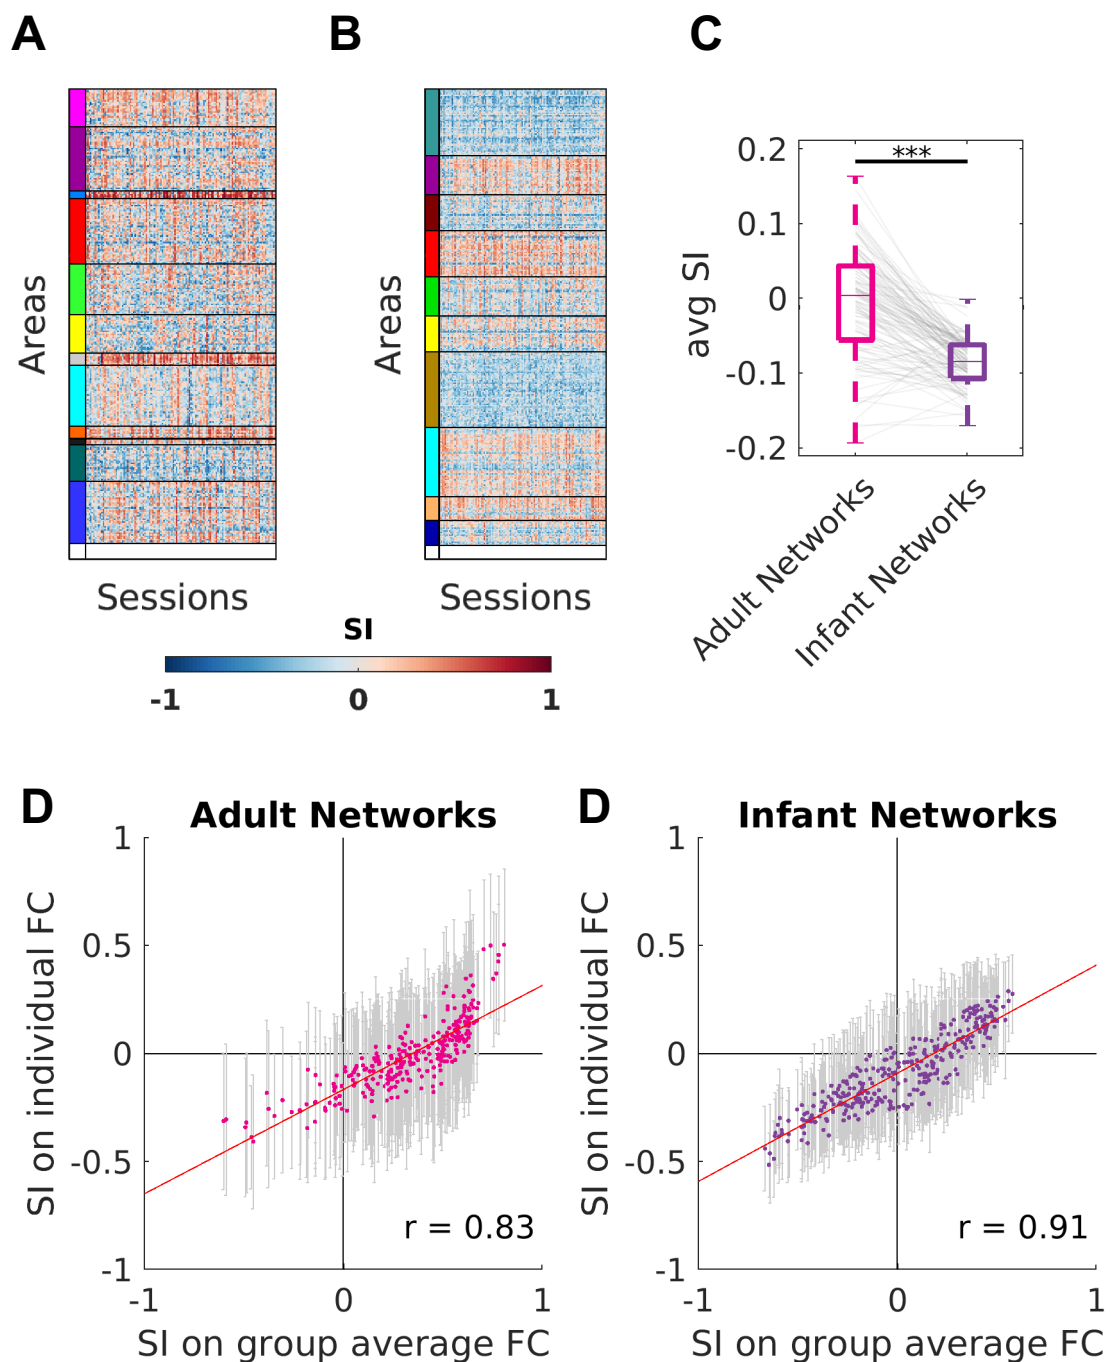 A
B
C
Areas
Sessions
Areas
Sessions
SI
-1
0
1
avg SI
0.2
0.1
0
-0.1
-0.2
***
Adult Networks
Infant Networks
D
Adult Networks
SI on individual FC
1
0.5
0
-0.5
-1
r = 0.83
-1
0
1
SI on group average FC
D
Infant Networks
SI on individual FC
1
0.5
0
-0.5
-1
r = 0.91
-1
0
1
SI on group average FC